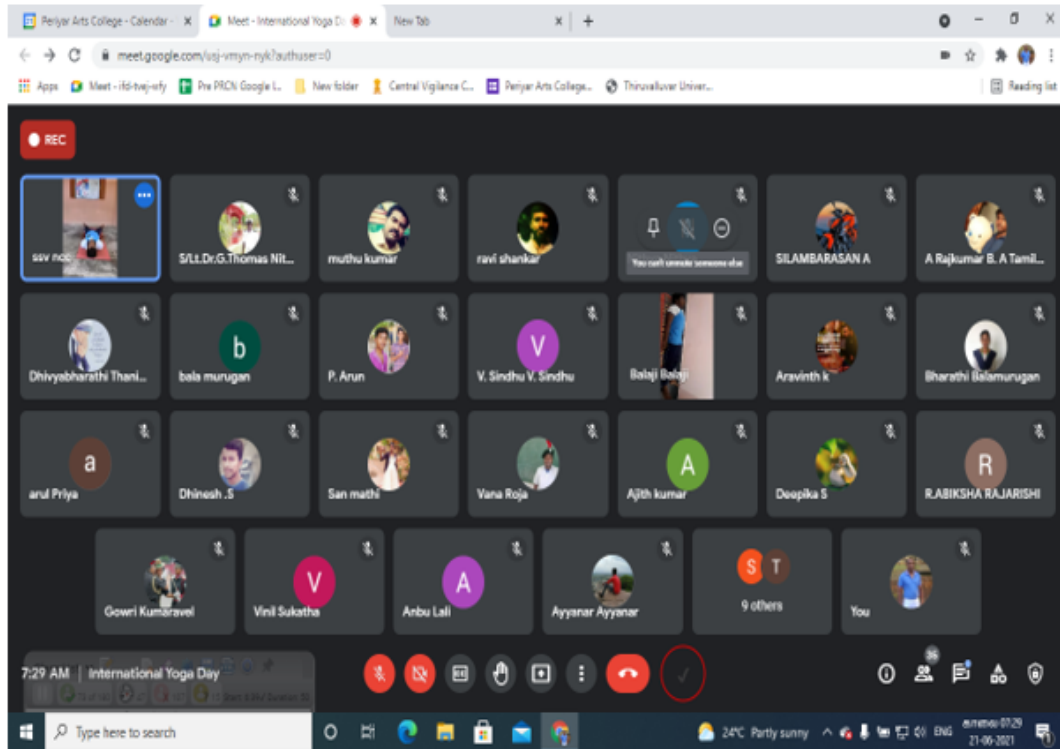 Periyar Arts College - Calendar -
Meet - International Yoga D
New Tab
meet.google.com/usj-vmyn-nyk?authuser=0
Apps
Meet - ifd-tvej-wfy
Pre PRCN Google L...
New folder
Central Vigilance C...
Periyar Arts College...
Thiruvalluvar Univer...
Reading list
REC
ssv ncc
S/Lt.Dr.G.Thomas Nit...
muthu kumar
ravi shankar
You can't unmute someone else
SILAMBARASAN A
A Rajkumar B. A Tamil...
Dhivyabharathi Thani...
b
bala murugan
P. Arun
V
V. Sindhu V. Sindhu
Balaji Balaji
Aravinth k
Bharathi Balamurugan
a
arul Priya
Dhinesh .S
San mathi
Vana Roja
A
Ajith kumar
Deepika S
R
R.ABIKSHA RAJARISHI
Gowri Kumaravel
V
Vinil Sukatha
A
Anbu Lali
Ayyanar Ayyanar
S T
9 others
You
7:29 AM | International Yoga Day
36
Type here to search
24°C Partly sunny
ENG
07:29
21-06-2021